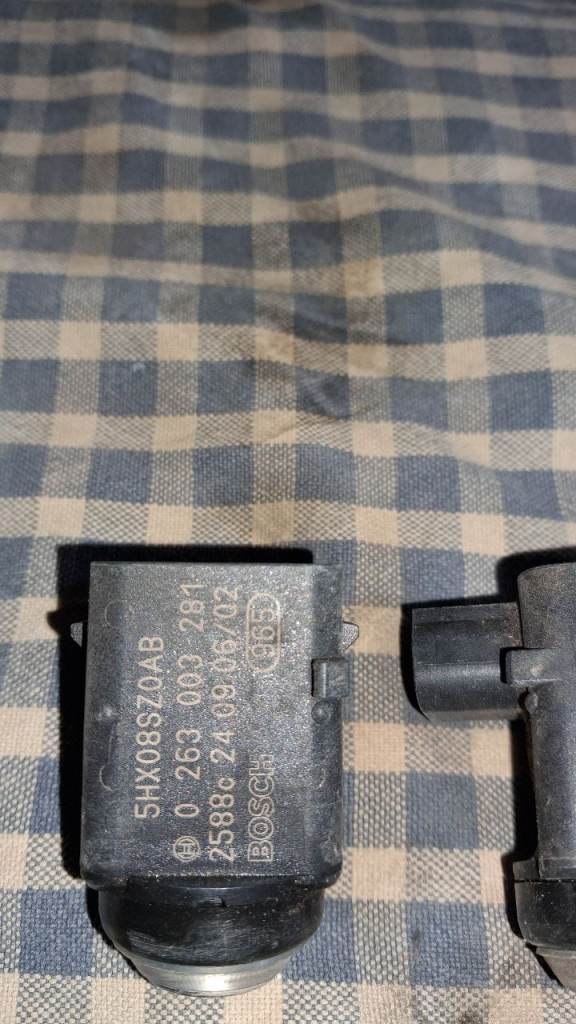 5HX08SZ0AB
0 263 003 281
2588c 24.09.06/02
BOSCH 965